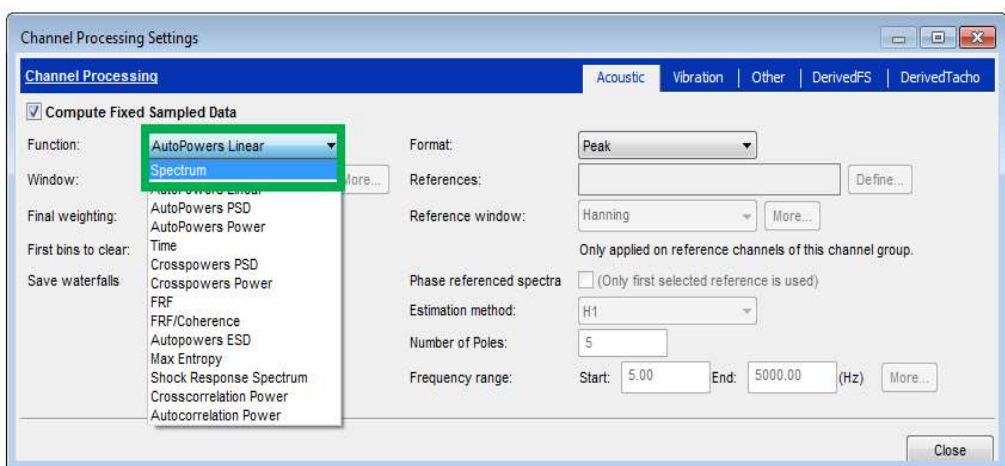 Channel Processing Settings
Channel Processing
Acoustic
Vibration
Other
DerivedFS
DerivedTacho
Compute Fixed Sampled Data
Function:
AutoPowers Linear
Format:
Peak
Spectrum
Window:
More...
References:
Define...
AutoPowers PSD
AutoPowers Power
Final weighting:
Reference window:
Hanning
More...
Time
First bins to clear:
Only applied on reference channels of this channel group.
Crosspowers PSD
Crosspowers Power
Save waterfalls
Phase referenced spectra
(Only first selected reference is used)
FRF
FRF/Coherence
Estimation method:
H1
Autopowers ESD
Number of Poles:
5
Max Entropy
Shock Response Spectrum
Frequency range:
Start:
5.00
End:
5000.00
(Hz)
More...
Crosscorrelation Power
Autocorrelation Power
Close